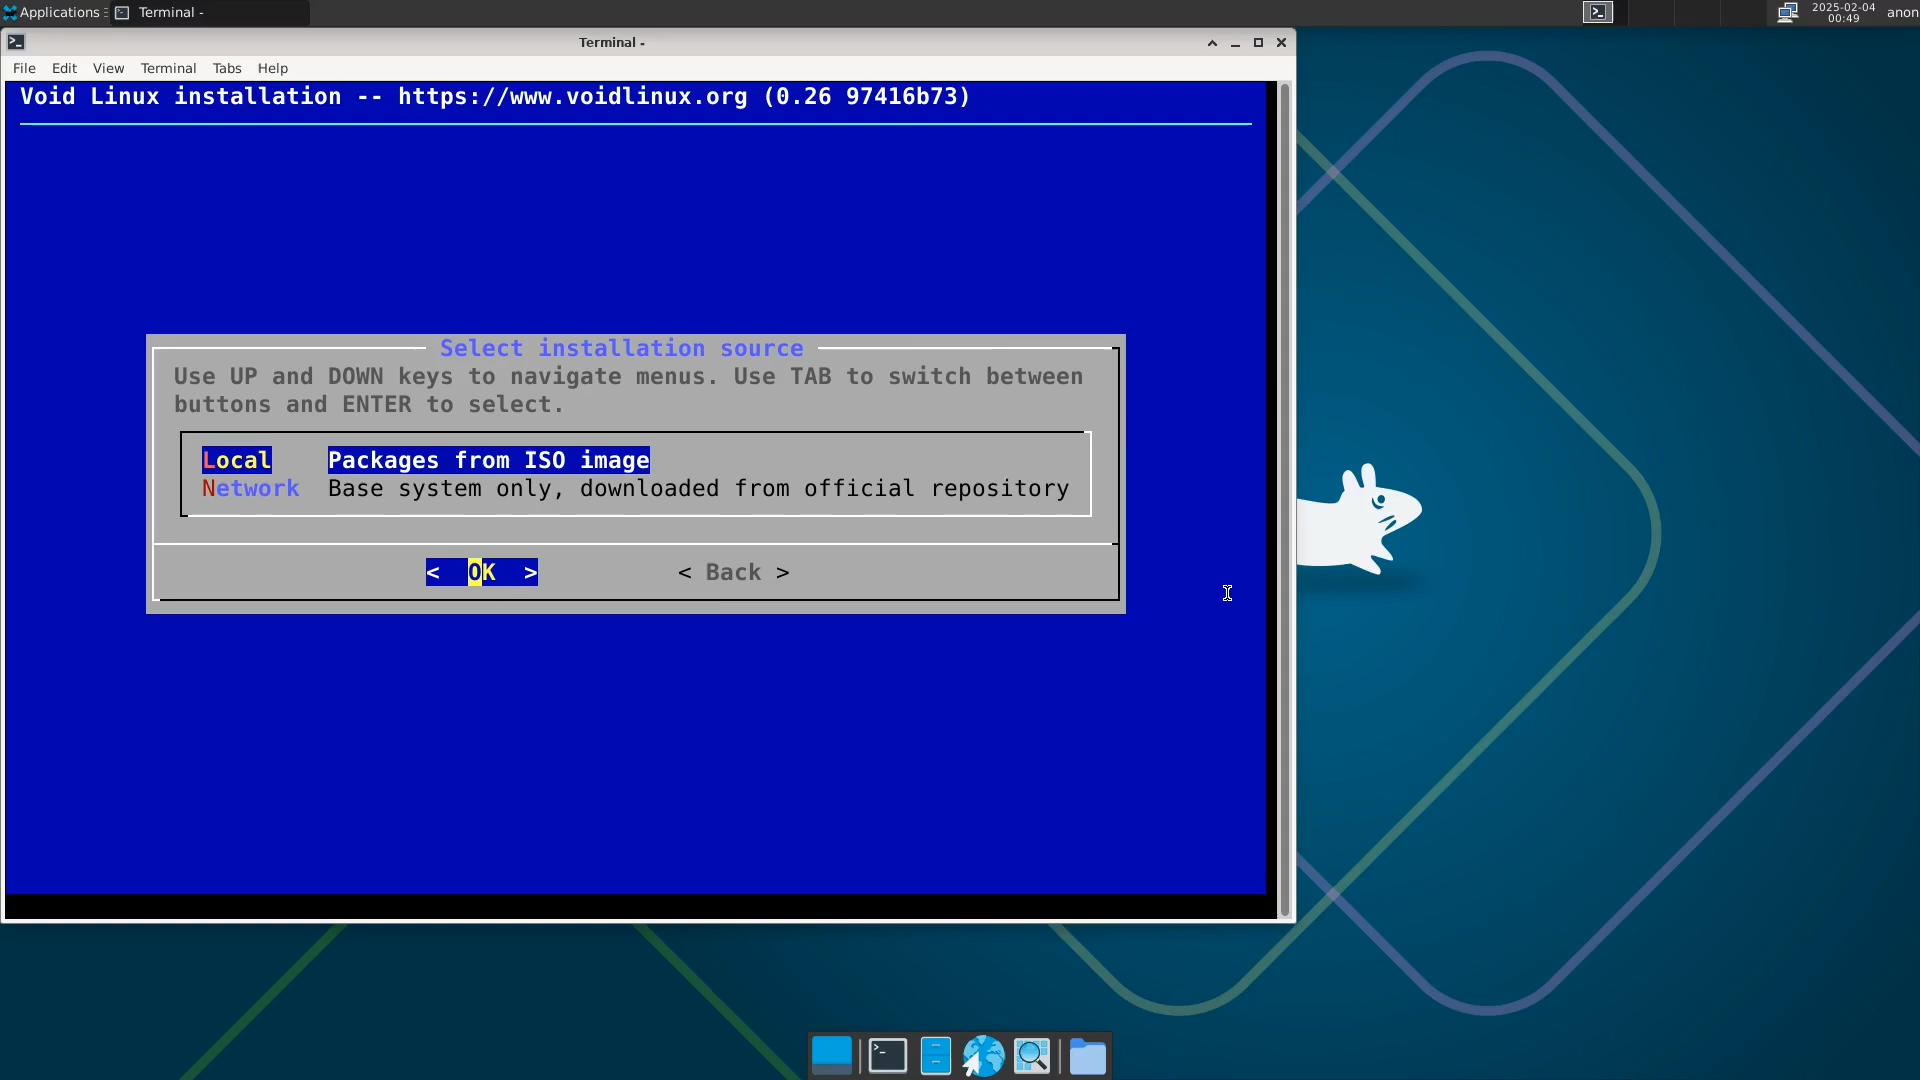 Applications
Terminal -
2025-02-04
00:49
anon
Terminal -
File Edit View Terminal Tabs Help
Void Linux installation -- https://www.voidlinux.org (0.26 97416b73)
Select installation source
Use UP and DOWN keys to navigate menus. Use TAB to switch between
buttons and ENTER to select.
Local Packages from ISO image
Network Base system only, downloaded from official repository
< OK > < Back >